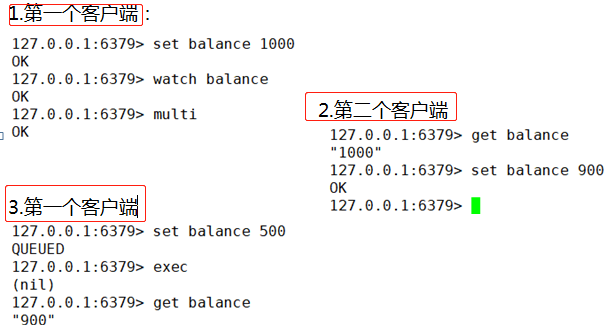 1.第一个客户端：
127.0.0.1:6379> set balance 1000
OK
127.0.0.1:6379> watch balance
OK
127.0.0.1:6379> multi
OK
2.第二个客户端
127.0.0.1:6379> get balance
"1000"
127.0.0.1:6379> set balance 900
OK
127.0.0.1:6379>
3.第一个客户端
127.0.0.1:6379> set balance 500
QUEUED
127.0.0.1:6379> exec
(nil)
127.0.0.1:6379> get balance
"900"